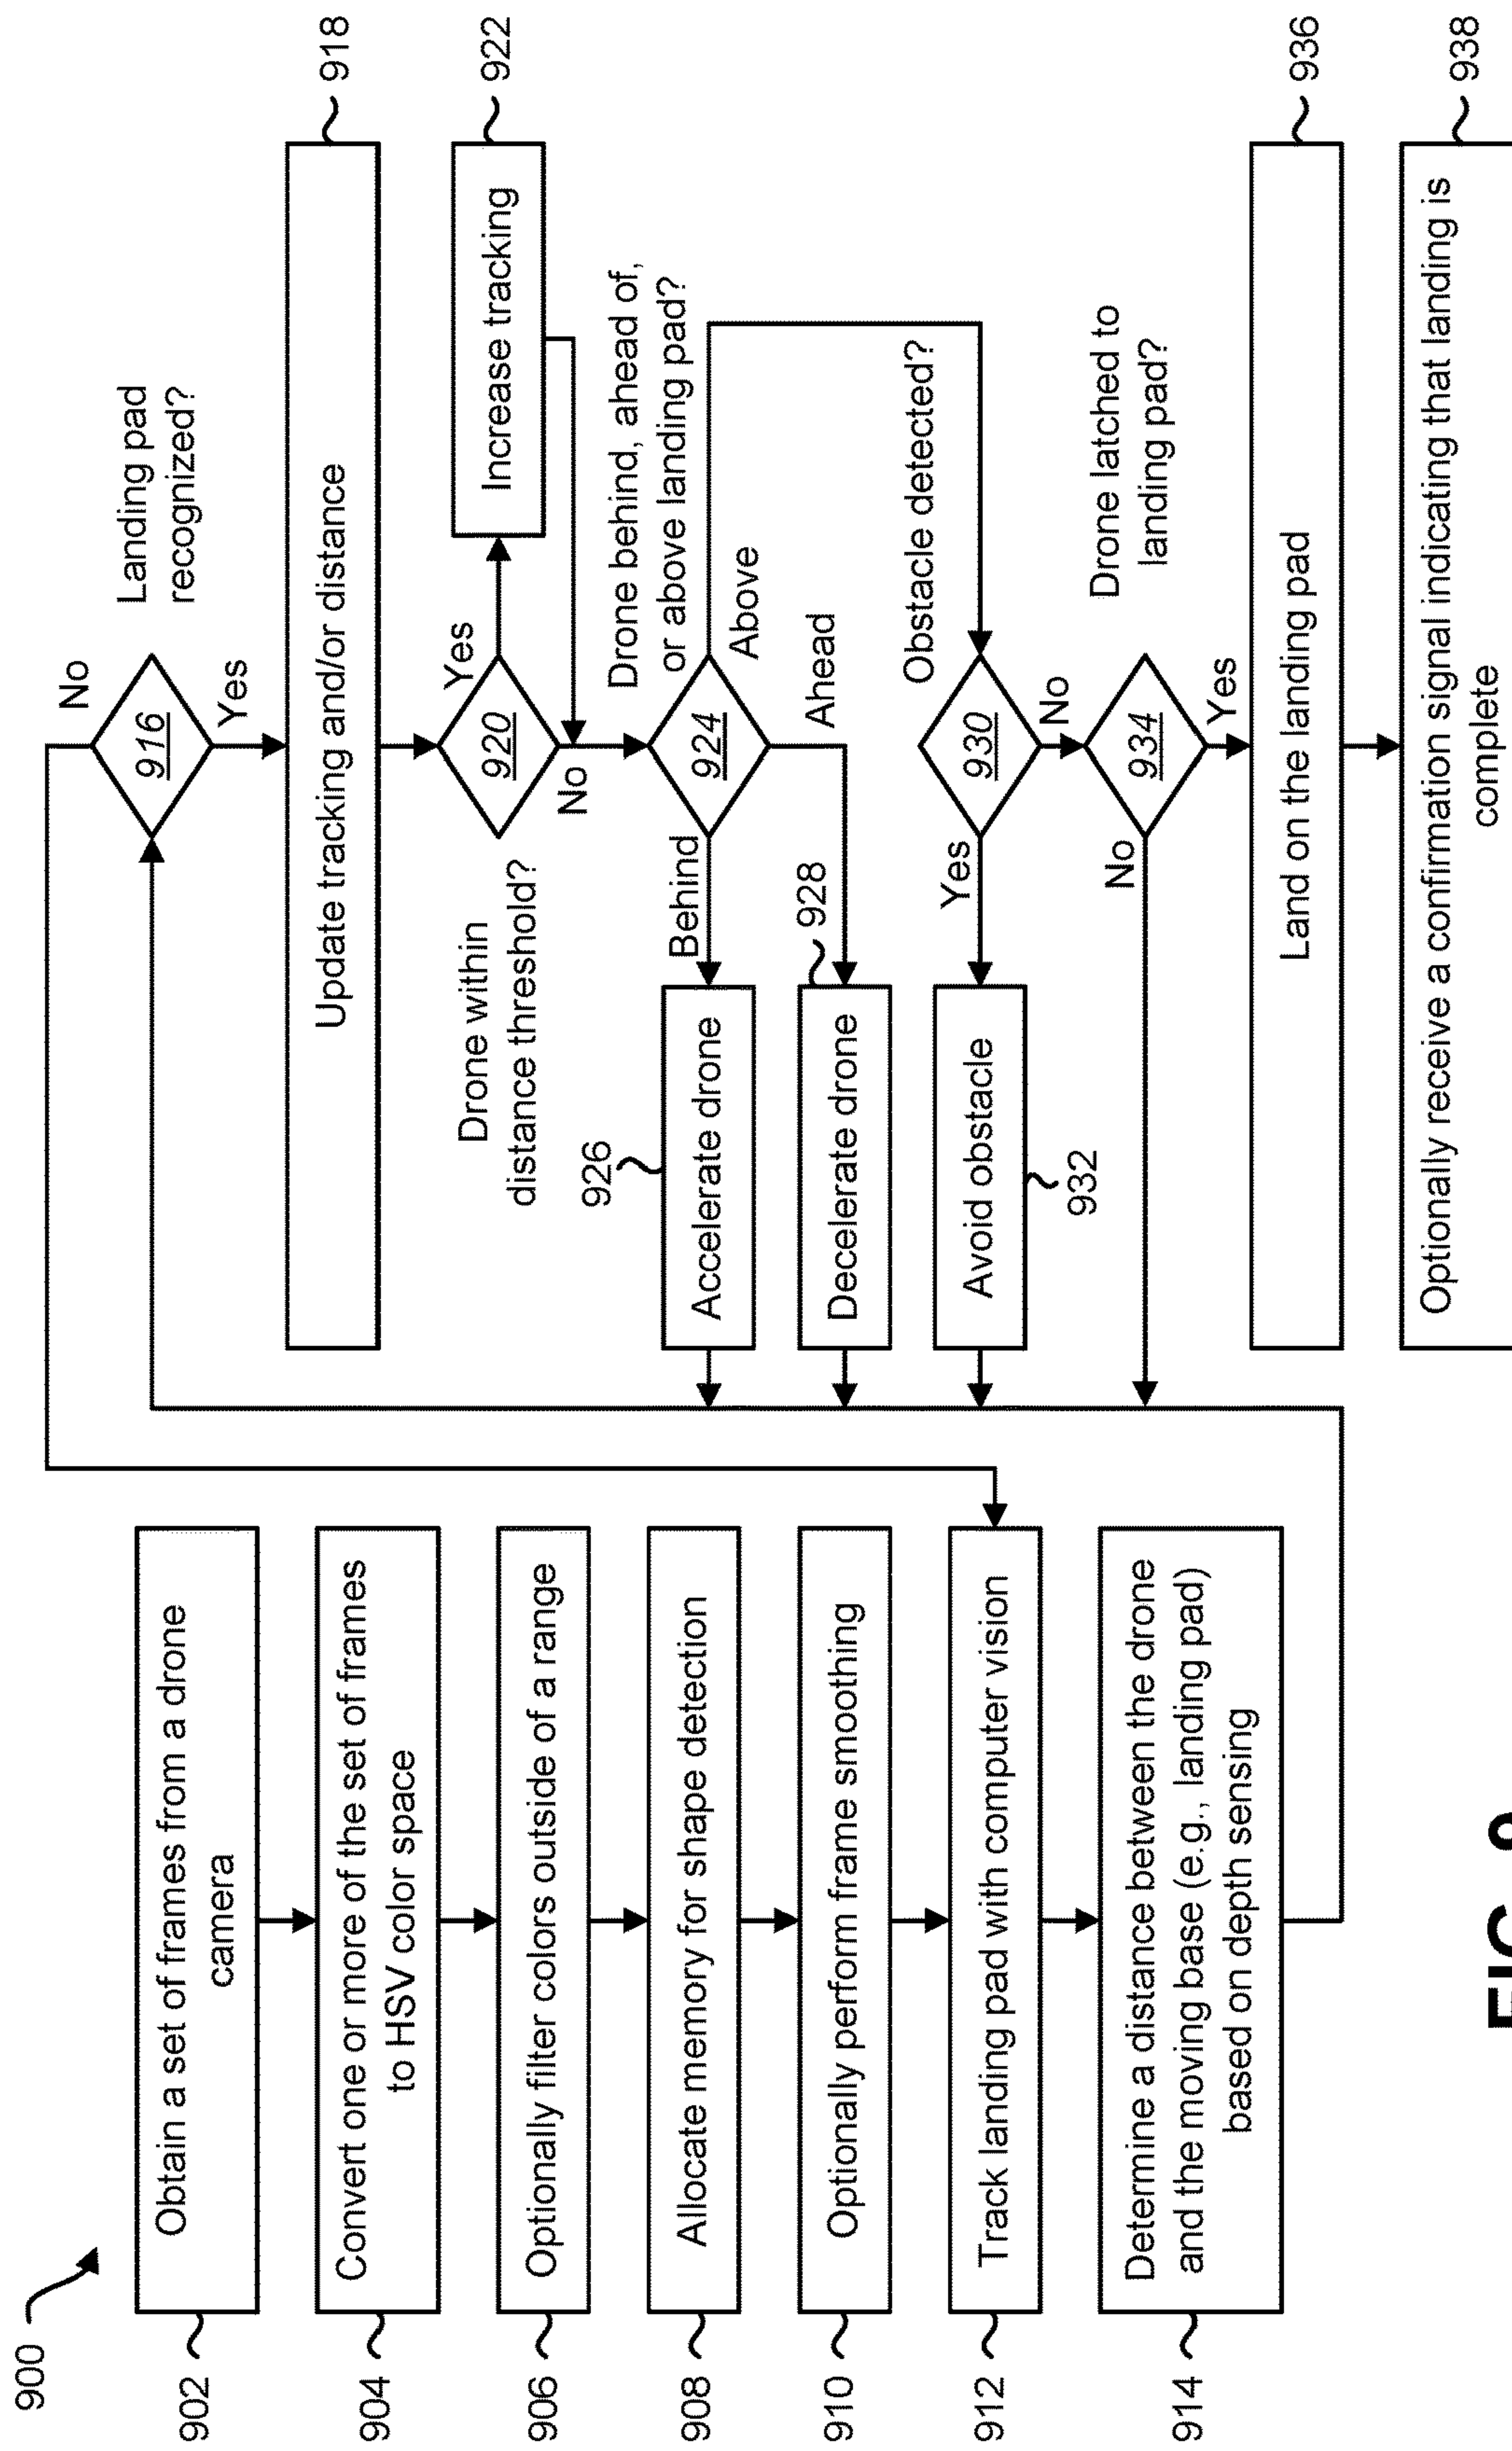 900
902
Obtain a set of frames from a drone
camera
904
Convert one or more of the set of frames
to HSV color space
906
Optionally filter colors outside of a range
908
Allocate memory for shape detection
910
Optionally perform frame smoothing
912
Track landing pad with computer vision
914
Determine a distance between the drone
and the moving base (e.g., landing pad)
based on depth sensing
No
916
Landing pad
recognized?
Yes
918
Update tracking and/or distance
Drone within
distance threshold?
920
Yes
No
922
Increase tracking
Drone behind, ahead of,
or above landing pad?
924
Behind
Above
Ahead
926
Accelerate drone
928
Decelerate drone
Obstacle detected?
930
Yes
No
Avoid obstacle
932
Drone latched to
landing pad?
934
No
Yes
936
Land on the landing pad
938
Optionally receive a confirmation signal indicating that landing is
complete
FIG.